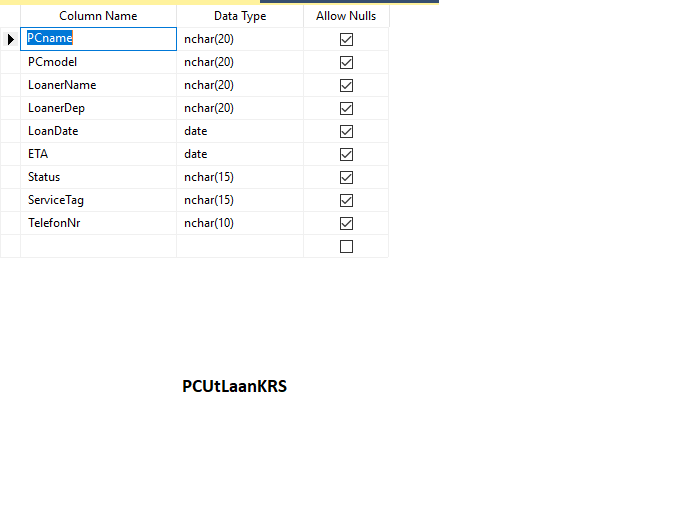 Column Name Data Type Allow Nulls
PCname nchar(20)
PCmodel nchar(20)
LoanerName nchar(20)
LoanerDep nchar(20)
LoanDate date
ETA date
Status nchar(15)
ServiceTag nchar(15)
TelefonNr nchar(10)
PCUtLaanKRS